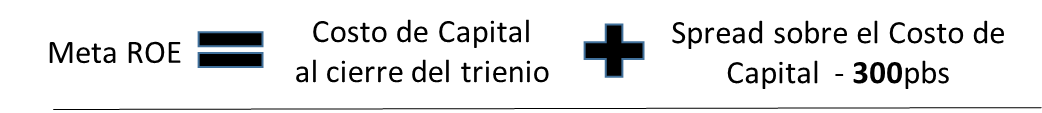 Meta ROE = Costo de Capital
al cierre del trienio + Spread sobre el Costo de
Capital - 300pbs